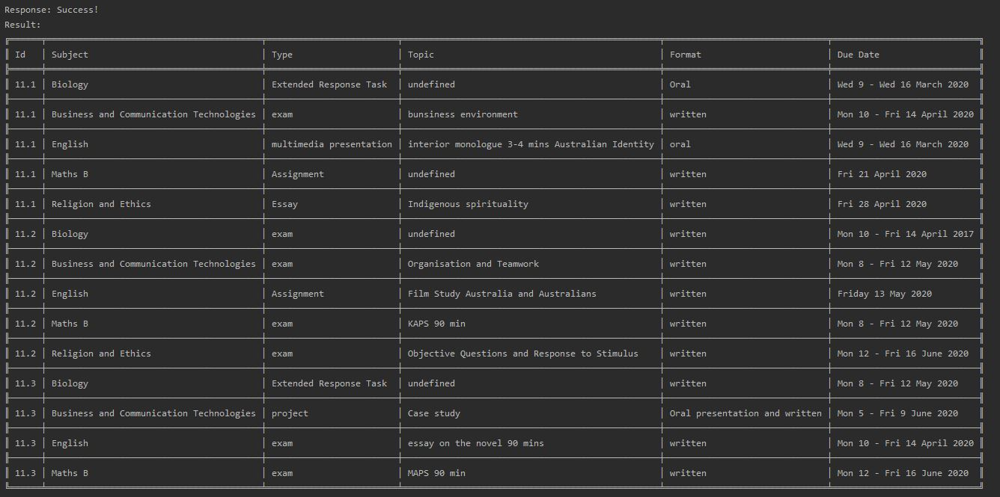 Response: Success!
Result:
Id Subject Type Topic Format Due Date
11.1 Biology Extended Response Task undefined Oral Wed 9 - Wed 16 March 2020
11.1 Business and Communication Technologies exam bunsiness environment written Mon 10 - Fri 14 April 2020
11.1 English multimedia presentation interior monologue 3-4 mins Australian Identity oral Wed 9 - Wed 16 March 2020
11.1 Maths B Assignment undefined written Fri 21 April 2020
11.1 Religion and Ethics Essay Indigenous spirituality written Fri 28 April 2020
11.2 Biology exam undefined written Mon 10 - Fri 14 April 2017
11.2 Business and Communication Technologies exam Organisation and Teamwork written Mon 8 - Fri 12 May 2020
11.2 English Assignment Film Study Australia and Australians written Friday 13 May 2020
11.2 Maths B exam KAPS 90 min written Mon 8 - Fri 12 May 2020
11.2 Religion and Ethics exam Objective Questions and Response to Stimulus written Mon 12 - Fri 16 June 2020
11.3 Biology Extended Response Task undefined written Mon 8 - Fri 12 May 2020
11.3 Business and Communication Technologies project Case study Oral presentation and written Mon 5 - Fri 9 June 2020
11.3 English exam essay on the novel 90 mins written Mon 10 - Fri 14 April 2020
11.3 Maths B exam MAPS 90 min written Mon 12 - Fri 16 June 2020